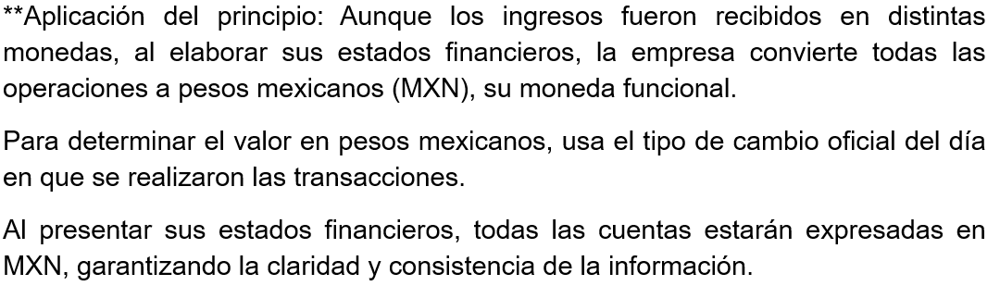 **Aplicación del principio: Aunque los ingresos fueron recibidos en distintas
monedas, al elaborar sus estados financieros, la empresa convierte todas las
operaciones a pesos mexicanos (MXN), su moneda funcional.
Para determinar el valor en pesos mexicanos, usa el tipo de cambio oficial del día
en que se realizaron las transacciones.
Al presentar sus estados financieros, todas las cuentas estarán expresadas en
MXN, garantizando la claridad y consistencia de la información.